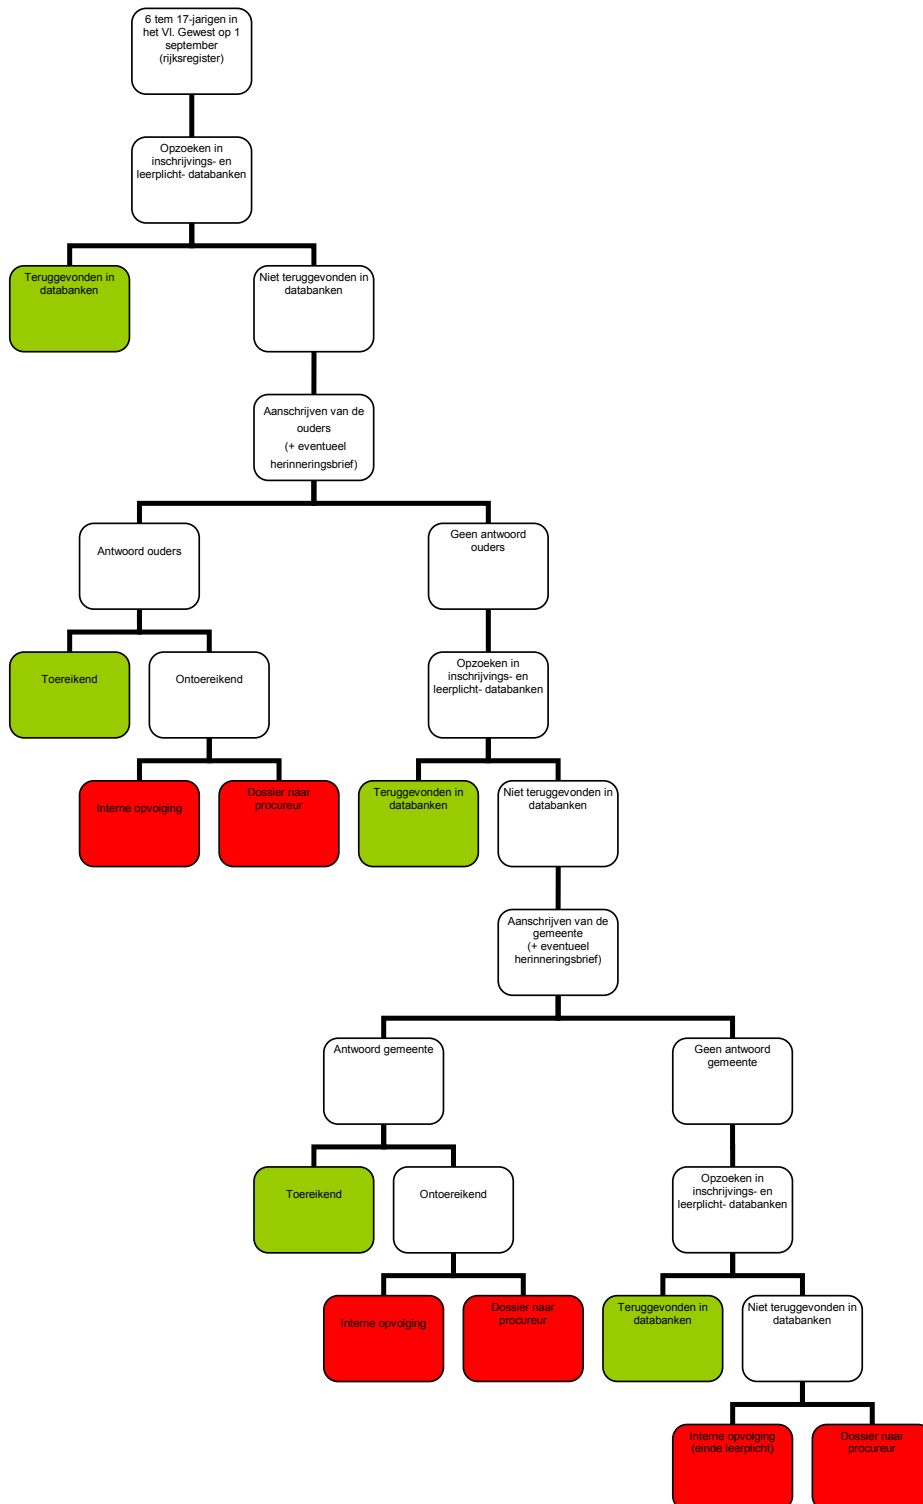 6 tem 17-jarigen in
het Vl. Gewest op 1
september
(rijksregister)
Opzoeken in
inschrijvings- en
leerplicht- databanken
Teruggevonden in
databanken
Niet teruggevonden in
databanken
Aanschrijven van de
ouders
(+ eventueel
herinneringsbrief)
Antwoord ouders
Geen antwoord
ouders
Toereikend
Ontoereikend
Opzoeken in
inschrijvings- en
leerplicht- databanken
Interne opvolging
Dossier naar
procureur
Teruggevonden in
databanken
Niet teruggevonden in
databanken
Aanschrijven van de
gemeente
(+ eventueel
herinneringsbrief)
Antwoord gemeente
Geen antwoord
gemeente
Toereikend
Ontoereikend
Opzoeken in
inschrijvings- en
leerplicht- databanken
Interne opvolging
Dossier naar
procureur
Teruggevonden in
databanken
Niet teruggevonden in
databanken
Interne opvolging
(einde leerplicht)
Dossier naar
procureur